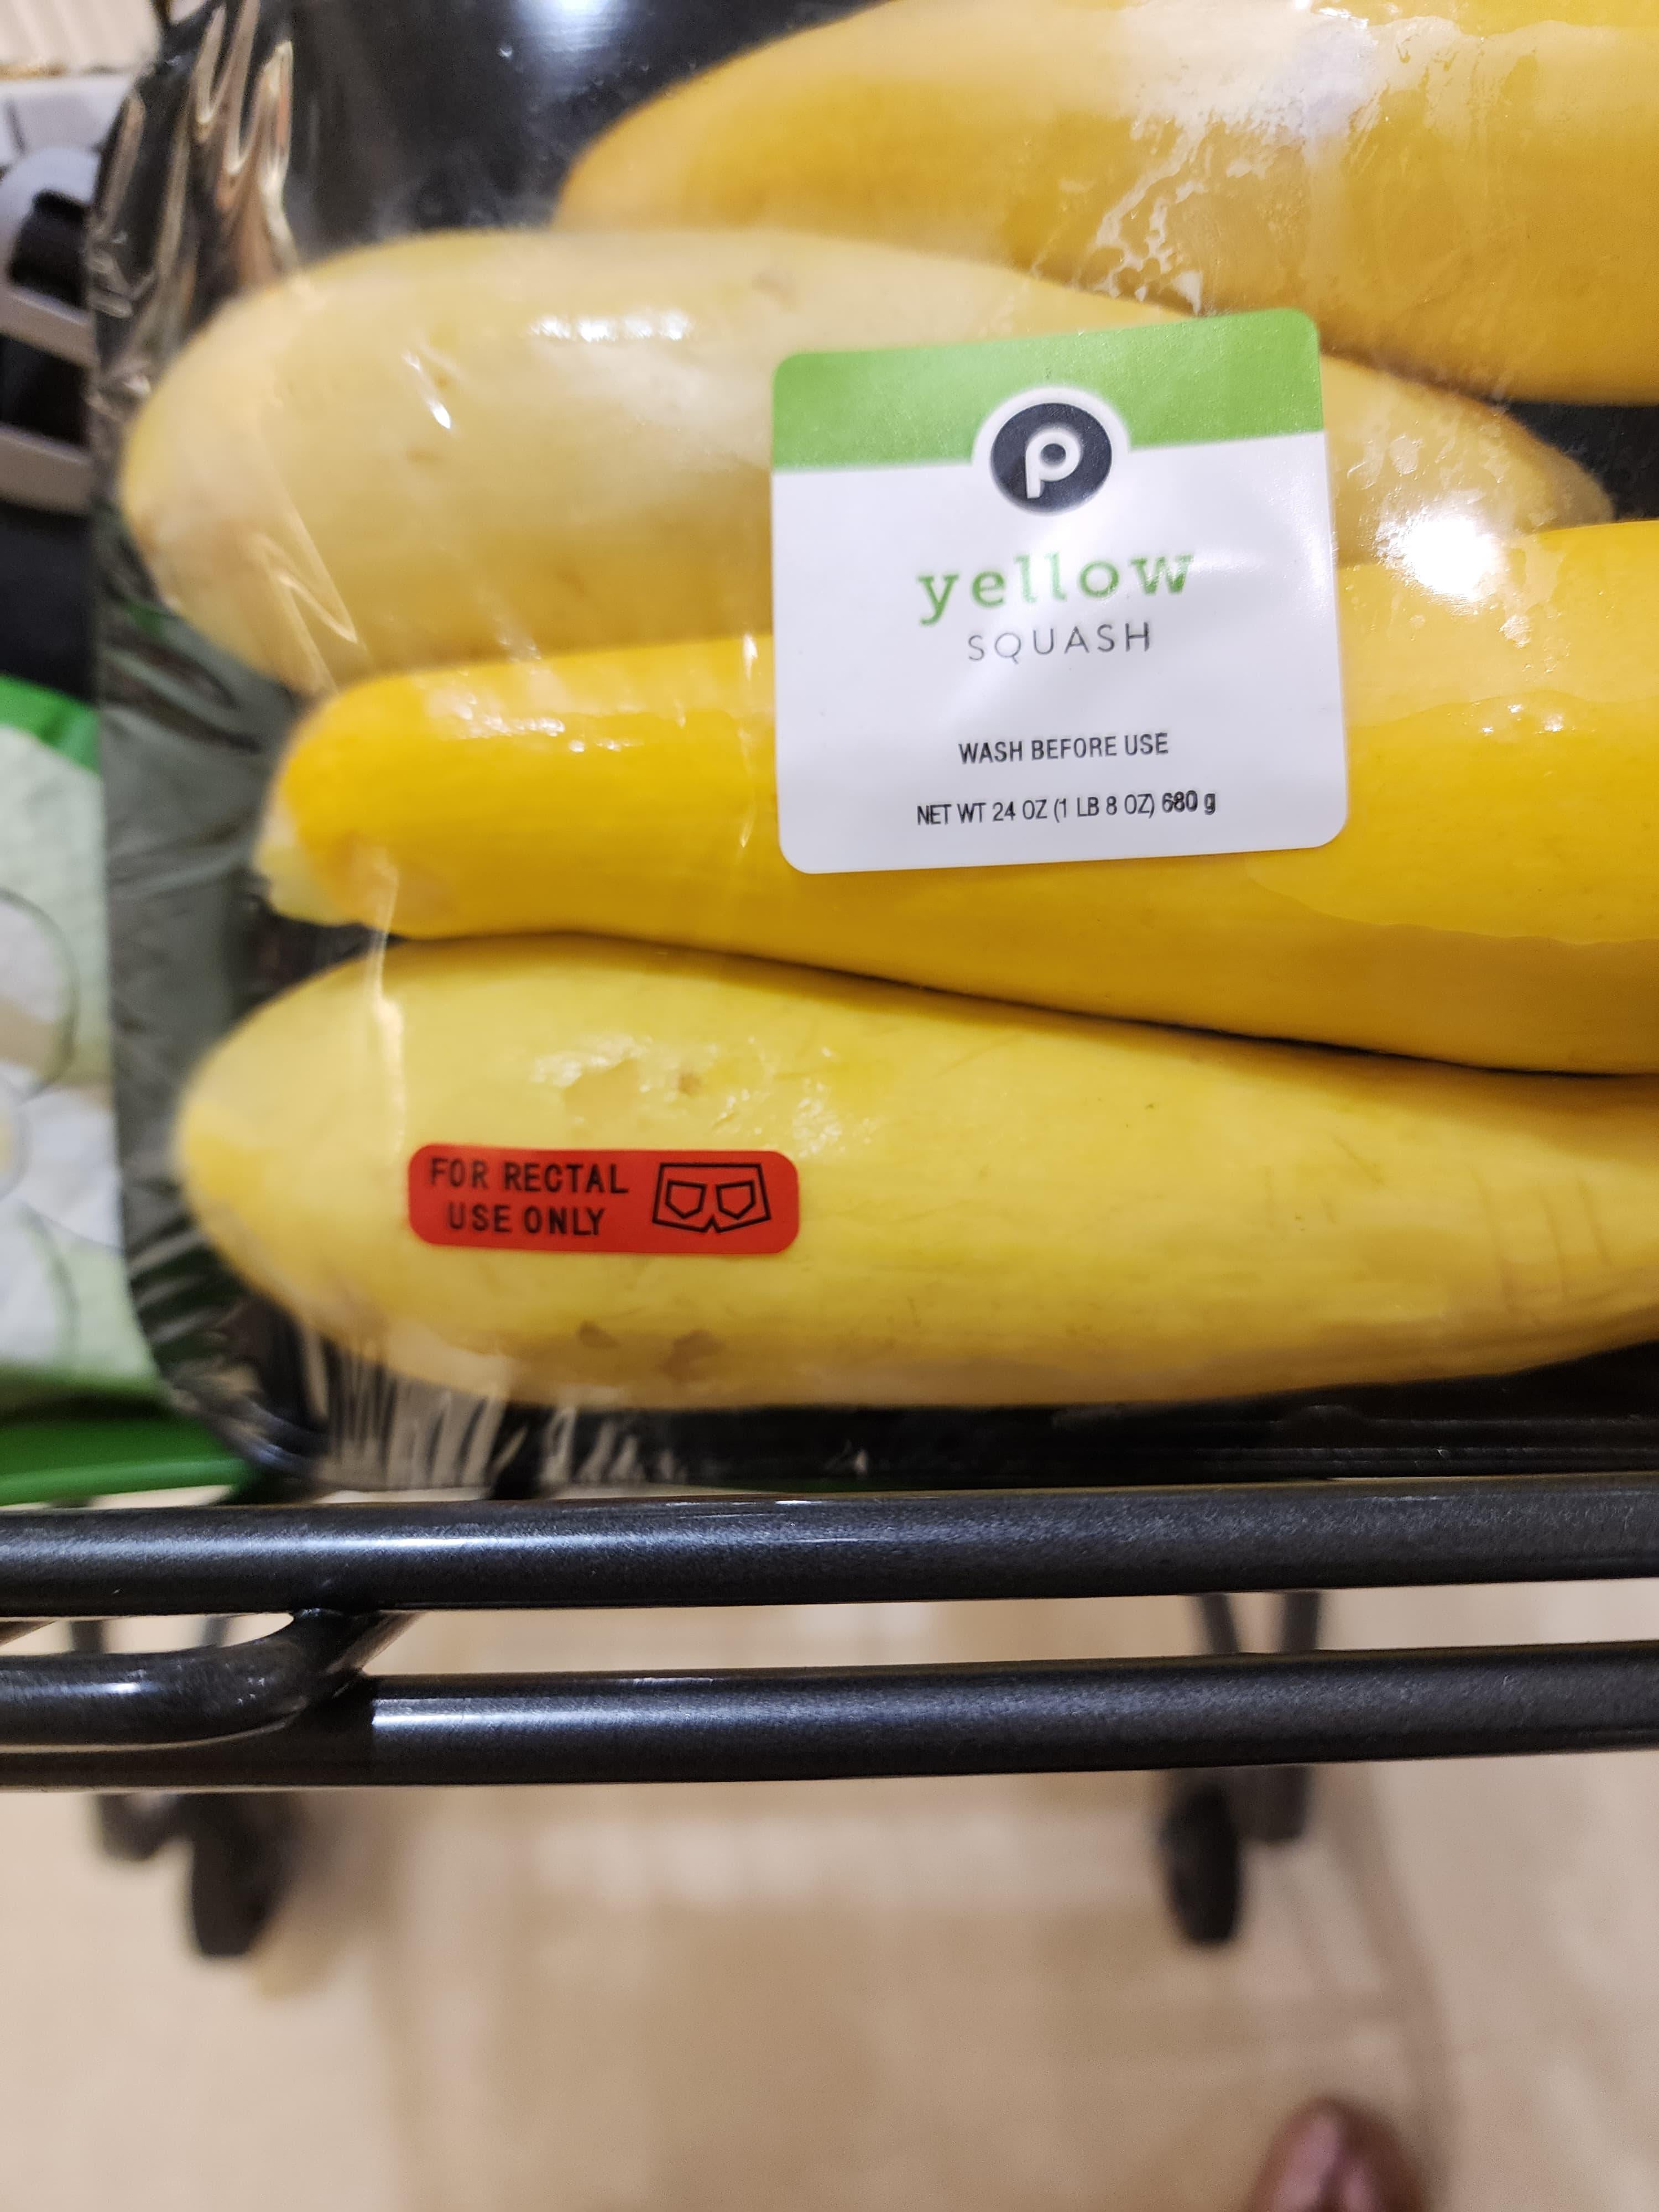 p
yellow
SQUASH
WASH BEFORE USE
NET WT 24 OZ (1 LB 8 OZ) 680 g
FOR RECTAL
USE ONLY